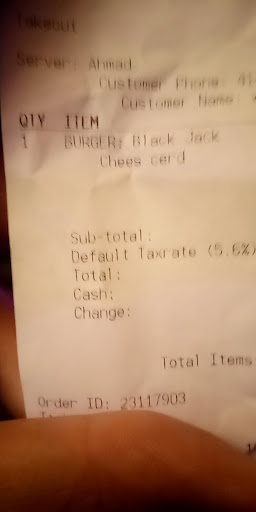 Takeout
Server: Ahmad
Customer Phone: 41
Customer Name:
QTY ITEM
1 BURGER: Black Jack
Chees cerd
Sub-total:
Default Taxrate (5.6%)
Total:
Cash:
Change:
Total Items
Order ID: 23117903